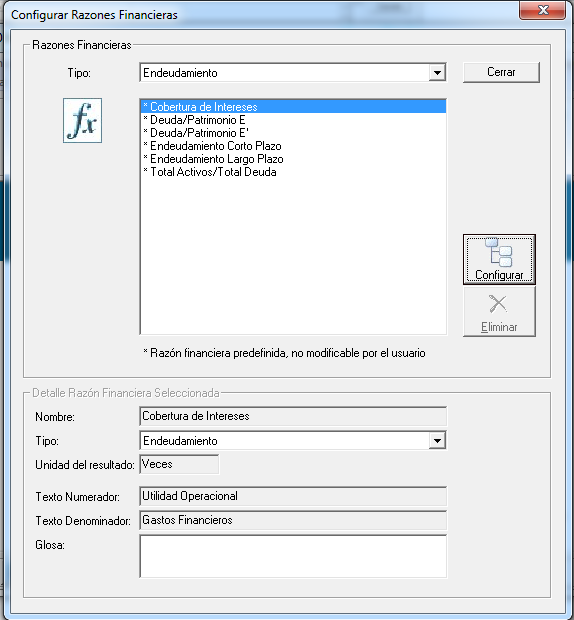 Configurar Razones Financieras
Razones Financieras
Tipo: Endeudamiento Cerrar
fx
* Cobertura de Intereses
* Deuda/Patrimonio E
* Deuda/Patrimonio E'
* Endeudamiento Corto Plazo
* Endeudamiento Largo Plazo
* Total Activos/Total Deuda
Configurar
Eliminar
* Razón financiera predefinida, no modificable por el usuario
Detalle Razón Financiera Seleccionada
Nombre: Cobertura de Intereses
Tipo: Endeudamiento
Unidad del resultado: Veces
Texto Numerador: Utilidad Operacional
Texto Denominador: Gastos Financieros
Glosa: